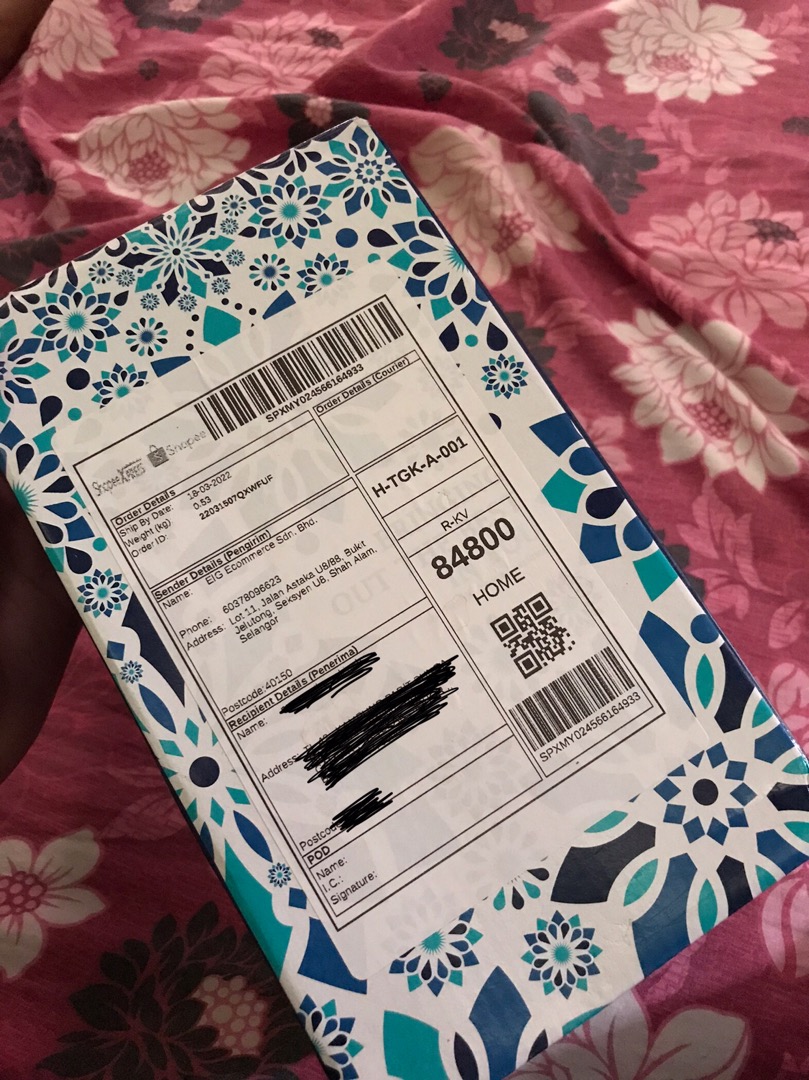 SPXMY024566164933
Shopee Xpress Shopee
Order Details
Ship By Date: 18-03-2022
Weight (kg) 0.53
Order ID: 22031507QXWFUF
Order Details (Courier)
Sender Details (Pengirim)
Name: EIG Ecommerce Sdn. Bhd.
Phone: 60378096623
Address: Lot 11, Jalan Astaka U8/88, Bukit
Jelutong, Seksyen U8, Shah Alam,
Selangor
Postcode:40150
H-TGK-A-001
R-KV
84800
HOME
SPXMY024566164933
Recipient Details (Penerima)
Name:
Address
Postcod
POD
Name:
I.C.:
Signature: